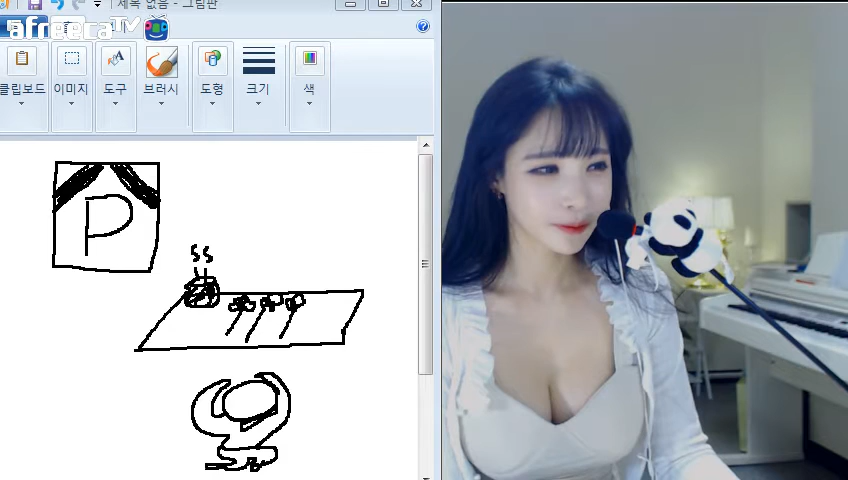 제목 없음 - 그림판
afreecaTV
클립보드
이미지
도구
브러시
도형
크기
색
P
SS